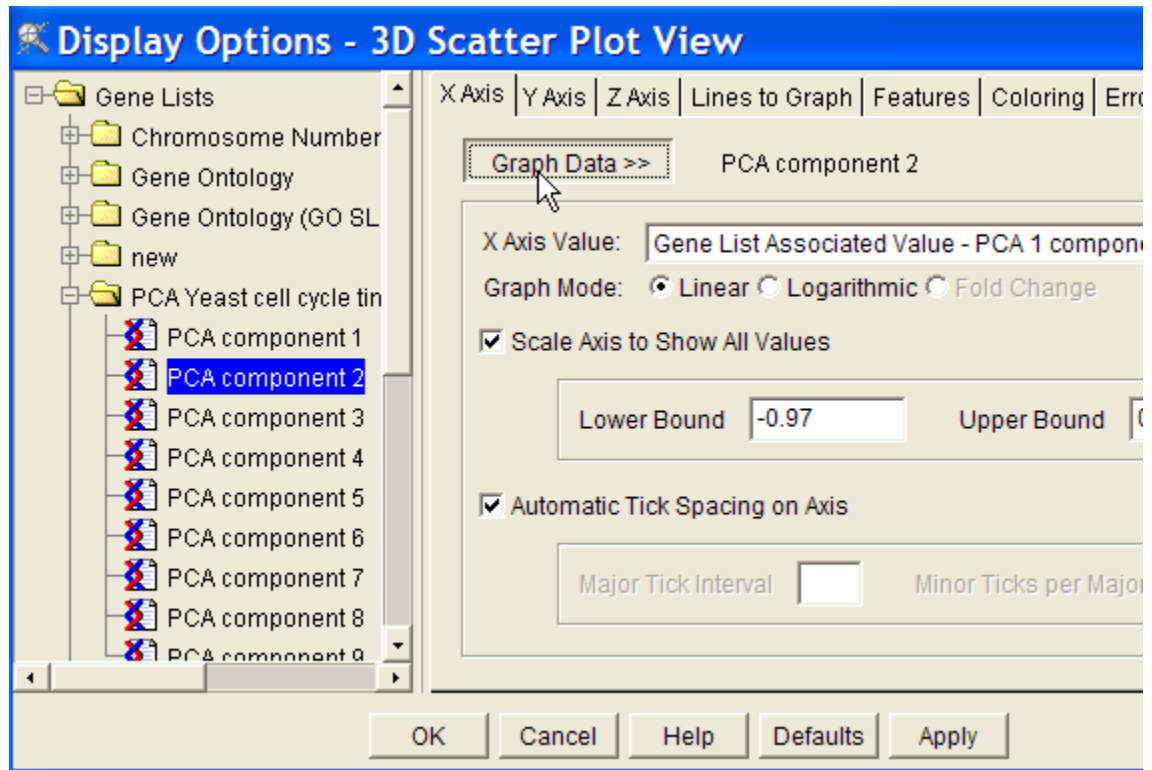 Display Options - 3D Scatter Plot View
Gene Lists
Chromosome Number
Gene Ontology
Gene Ontology (GO SL
new
PCA Yeast cell cycle tin
PCA component 1
PCA component 2
PCA component 3
PCA component 4
PCA component 5
PCA component 6
PCA component 7
PCA component 8
PCA component 9
X Axis Y Axis Z Axis Lines to Graph Features Coloring Erro
Graph Data >> PCA component 2
X Axis Value: Gene List Associated Value - PCA 1 compone
Graph Mode: Linear Logarithmic Fold Change
Scale Axis to Show All Values
Lower Bound -0.97 Upper Bound
Automatic Tick Spacing on Axis
Major Tick Interval Minor Ticks per Major
OK Cancel Help Defaults Apply